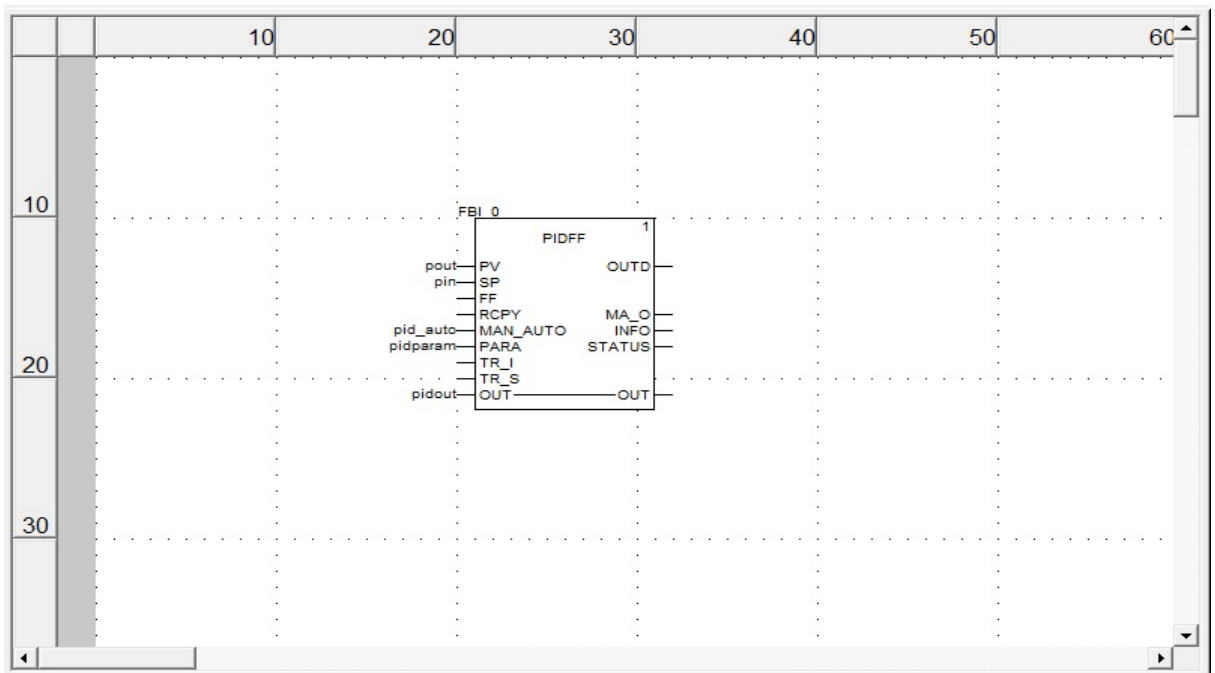 10 20 30 40 50 60
10
FBI_0
1
PIDFF
pout PV OUTD
pin SP
FF
RCPY MA_O
pid_auto MAN_AUTO INFO
pidparam PARA STATUS
20
TR_I
TR_S
pidout OUT OUT
30